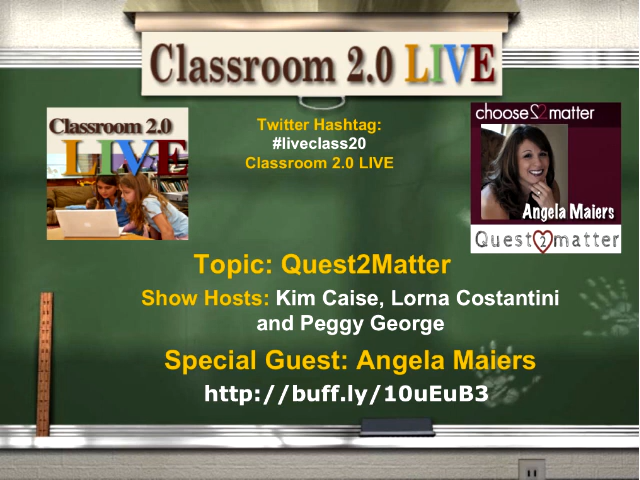 Classroom 2.0 LIVE
Classroom 2.0
LIVE
Twitter Hashtag:
#liveclass20
Classroom 2.0 LIVE
choose2matter
Angela Maiers
Quest2matter
Topic: Quest2Matter
Show Hosts: Kim Caise, Lorna Costantini
and Peggy George
Special Guest: Angela Maiers
http://buff.ly/10uEuB3